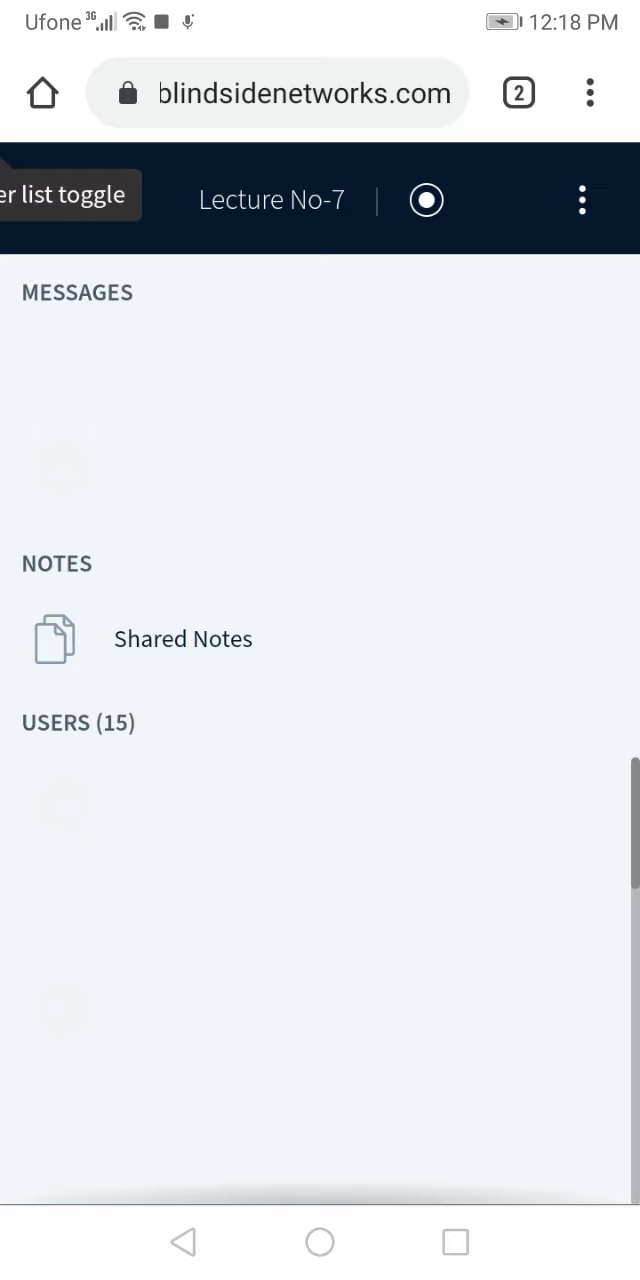 Ufone 3G 12:18 PM
blindsidenetworks.com 2
er list toggle Lecture No-7
MESSAGES
NOTES
Shared Notes
USERS (15)